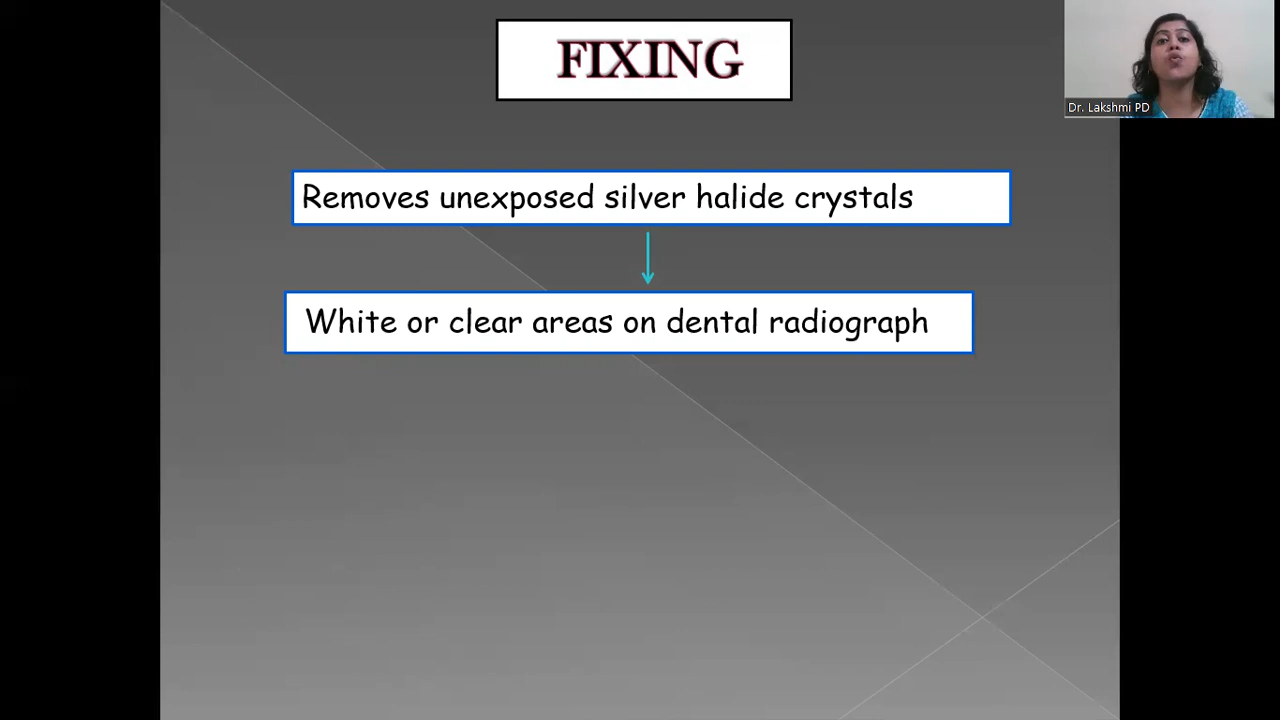 FIXING
Dr. Lakshmi PD
Removes unexposed silver halide crystals
White or clear areas on dental radiograph